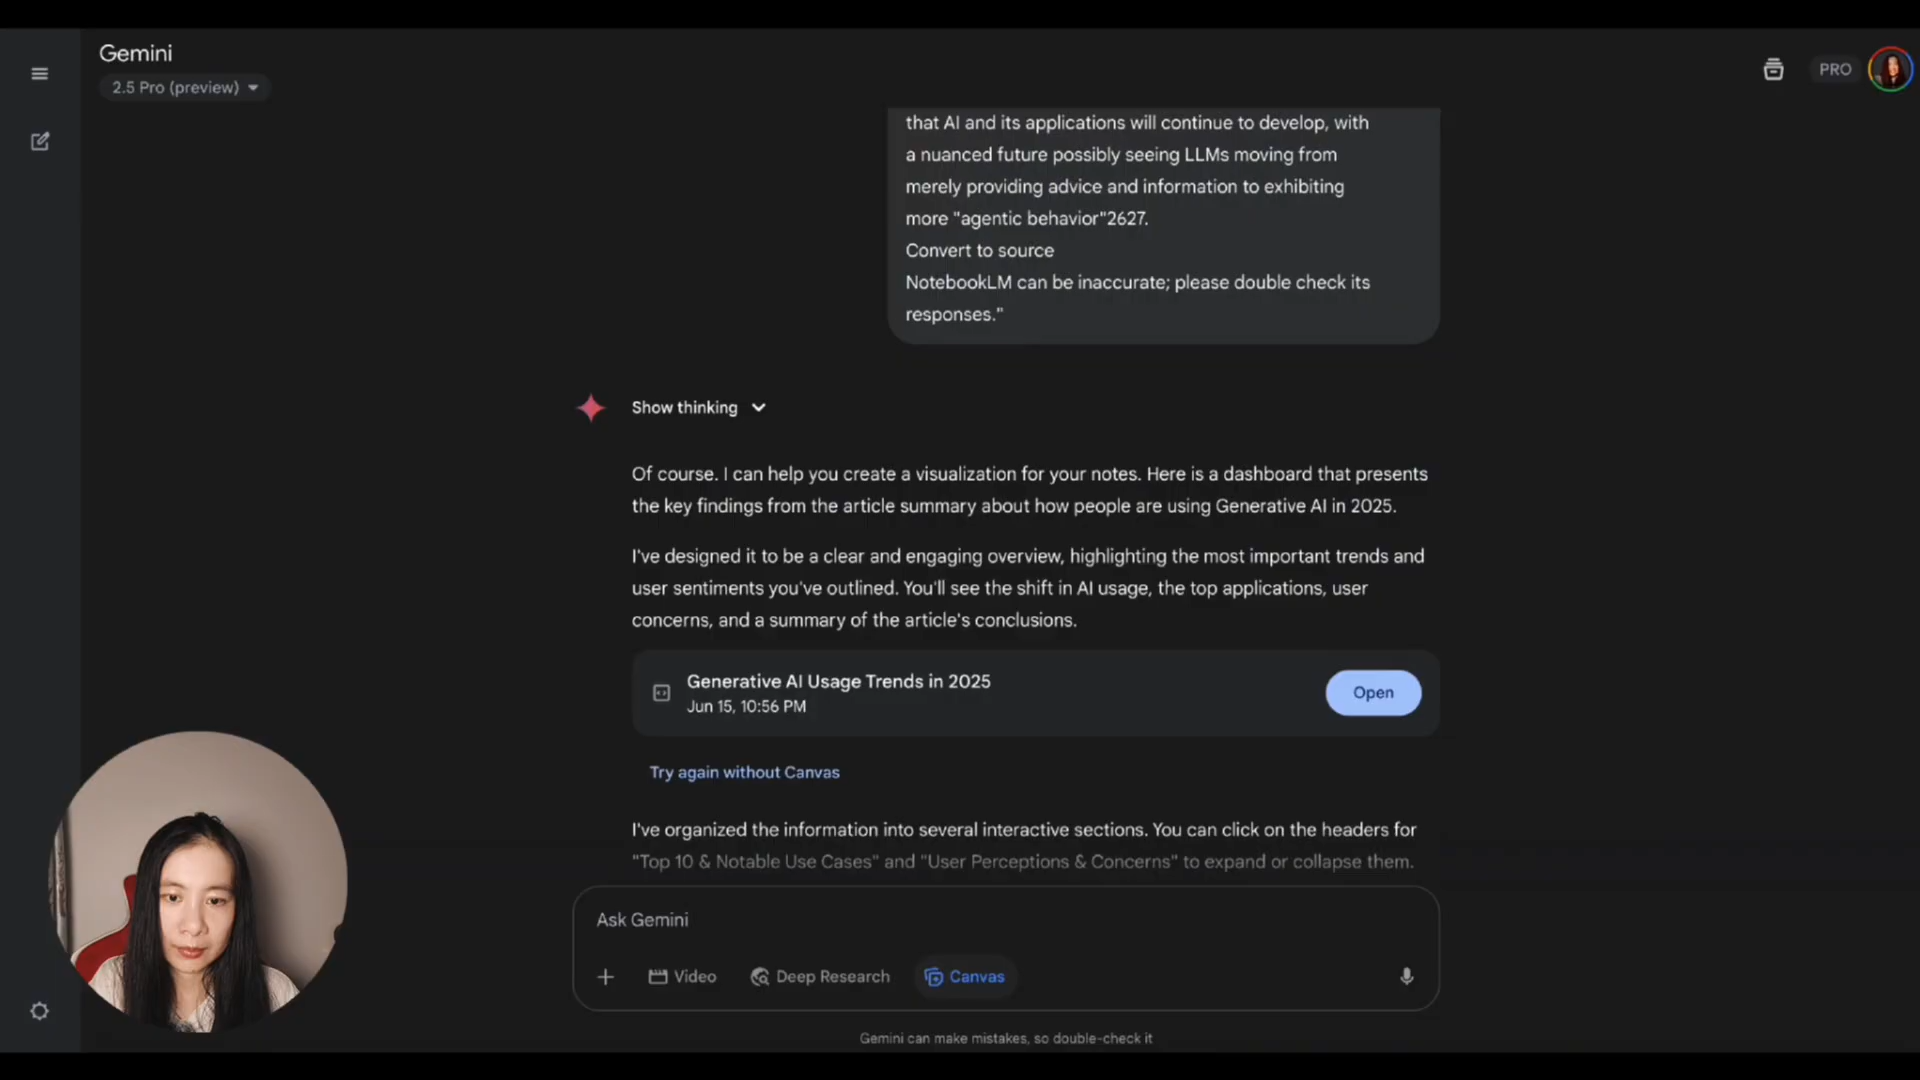 Gemini
2.5 Pro (preview)
PRO
that AI and its applications will continue to develop, with
a nuanced future possibly seeing LLMs moving from
merely providing advice and information to exhibiting
more "agentic behavior"2627.
Convert to source
NotebookLM can be inaccurate; please double check its
responses."
Show thinking
Of course. I can help you create a visualization for your notes. Here is a dashboard that presents
the key findings from the article summary about how people are using Generative AI in 2025.
I've designed it to be a clear and engaging overview, highlighting the most important trends and
user sentiments you've outlined. You'll see the shift in AI usage, the top applications, user
concerns, and a summary of the article's conclusions.
Generative AI Usage Trends in 2025
Jun 15, 10:56 PM
Open
Try again without Canvas
I've organized the information into several interactive sections. You can click on the headers for
"Top 10 & Notable Use Cases" and "User Perceptions & Concerns" to expand or collapse them.
Ask Gemini
Video
Deep Research
Canvas
Gemini can make mistakes, so double-check it